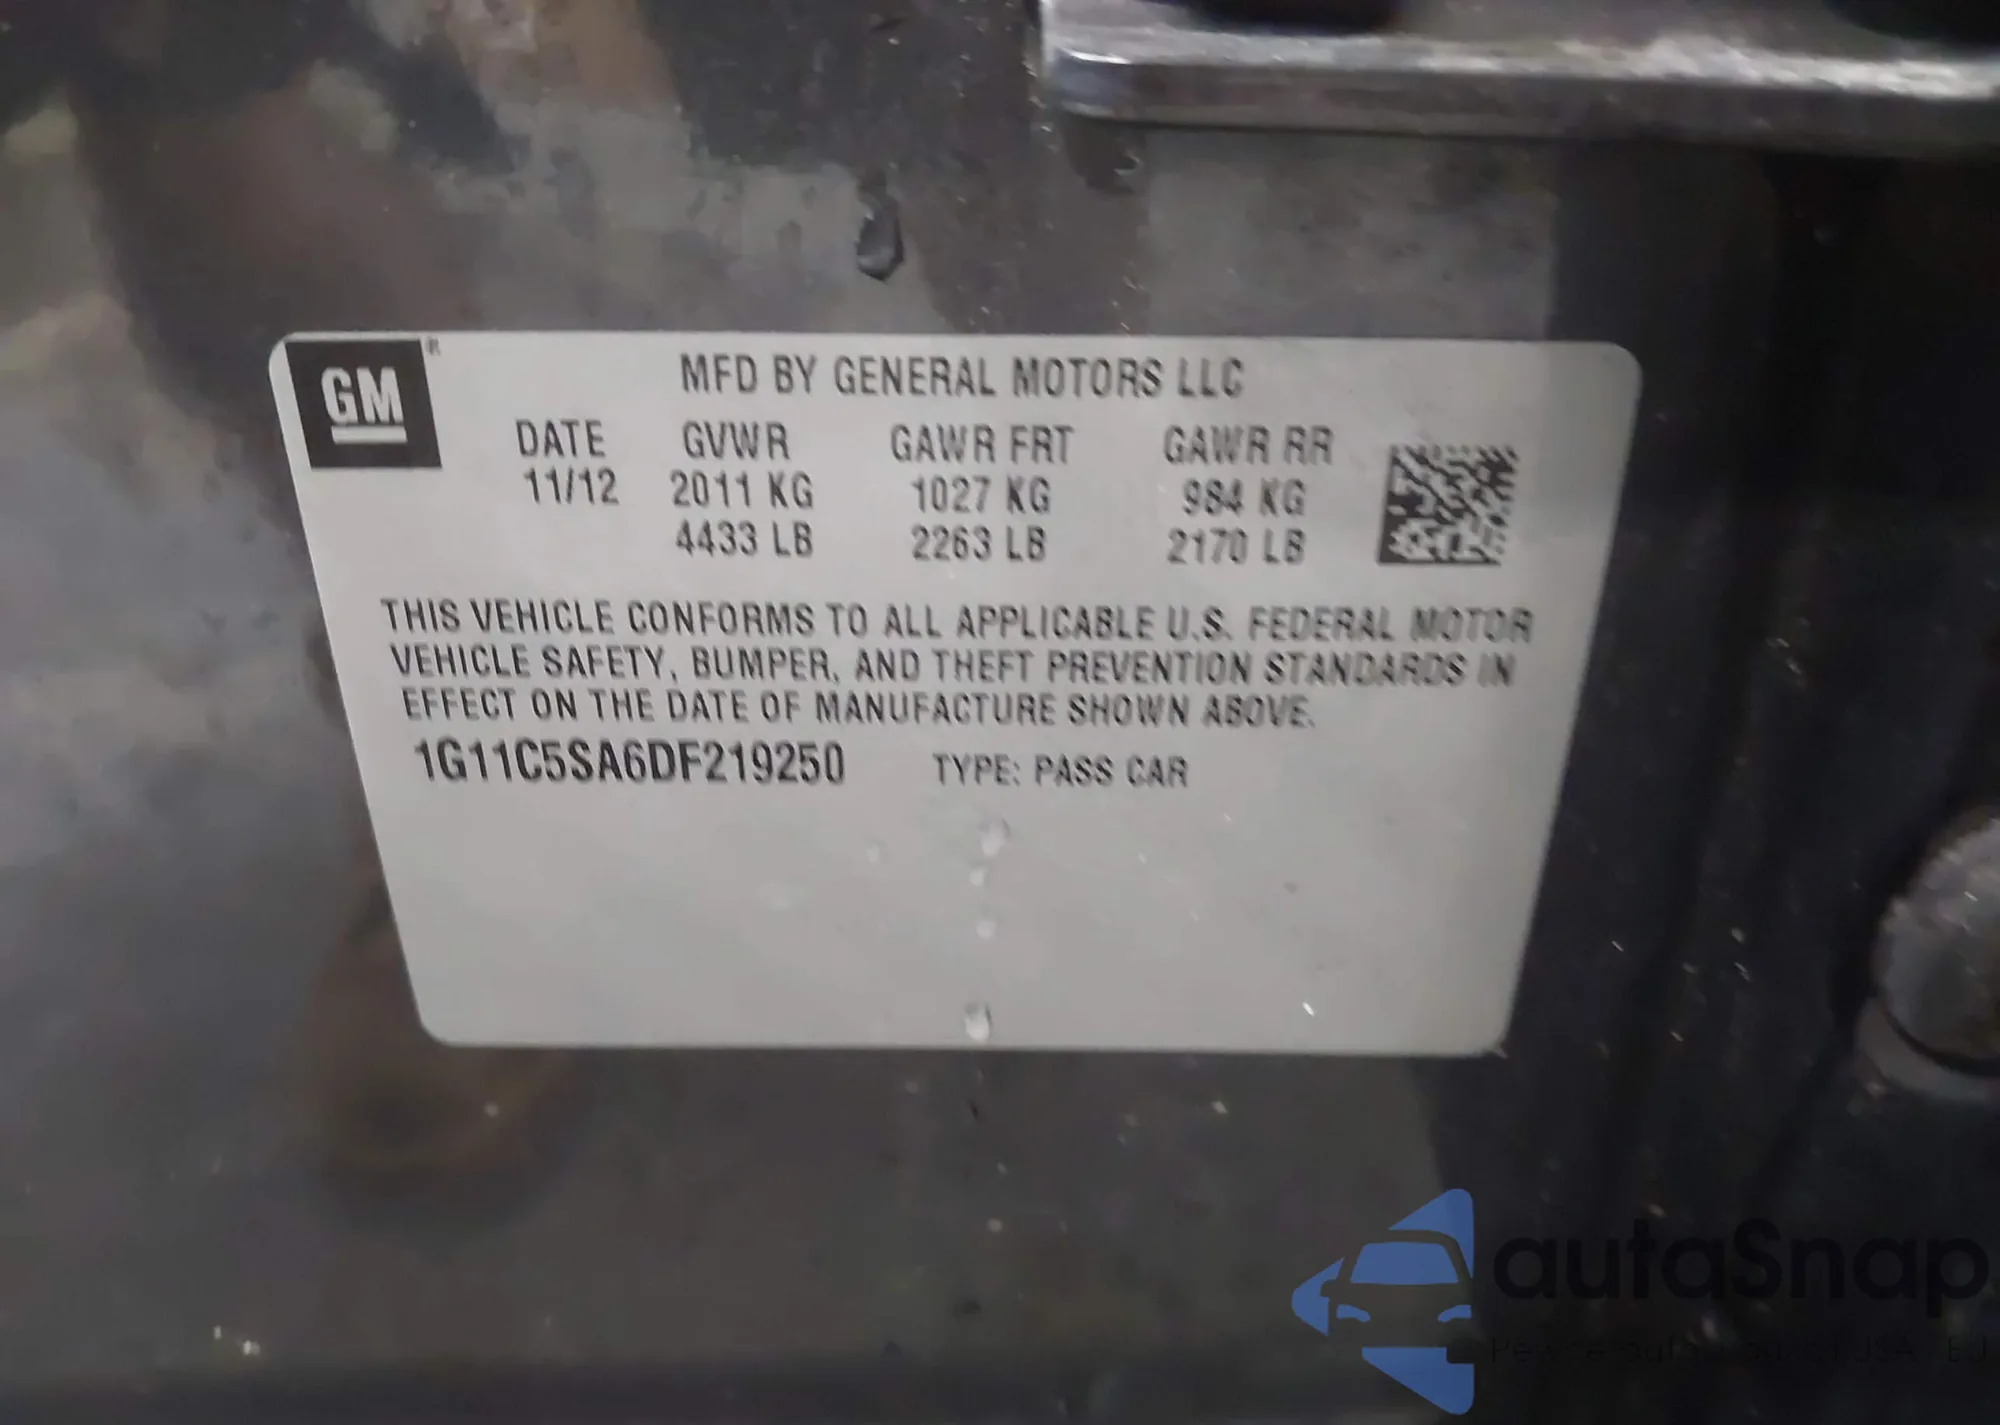 GM
MFD BY GENERAL MOTORS LLC
DATE GVWR GAWR FRT GAWR RR
11/12 2011 KG 1027 KG 984 KG
4433 LB 2263 LB 2170 LB
THIS VEHICLE CONFORMS TO ALL APPLICABLE U.S. FEDERAL MOTOR
VEHICLE SAFETY, BUMPER, AND THEFT PREVENTION STANDARDS IN
EFFECT ON THE DATE OF MANUFACTURE SHOWN ABOVE.
1G11C5SA6DF219250 TYPE: PASS CAR
autaSnap